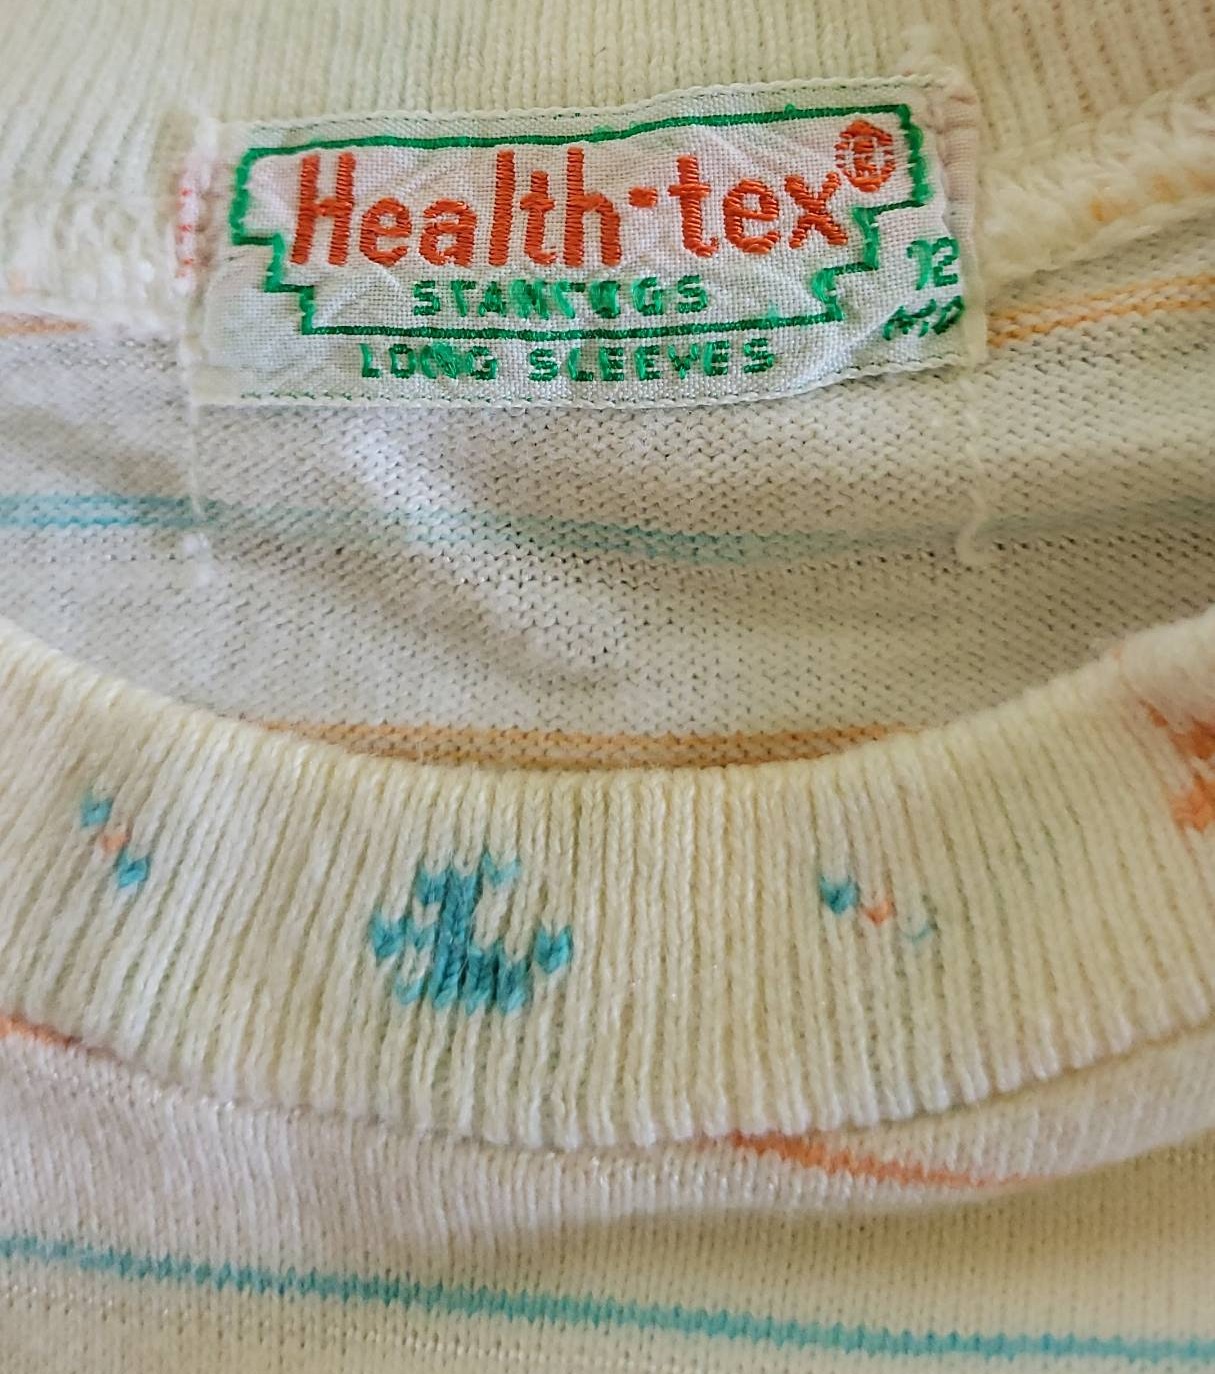 Health·tex®
STANTOGS
LONG SLEEVES
12
MO